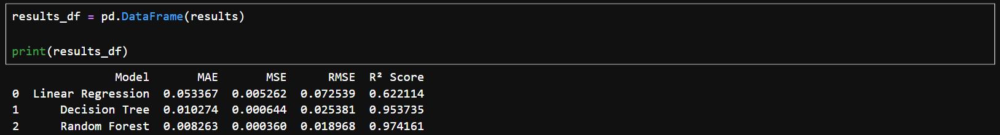 results_df = pd.DataFrame(results)
print(results_df)
Model MAE MSE RMSE R² Score
0 Linear Regression 0.053367 0.005262 0.072539 0.622114
1 Decision Tree 0.010274 0.000644 0.025381 0.953735
2 Random Forest 0.008263 0.000360 0.018968 0.974161